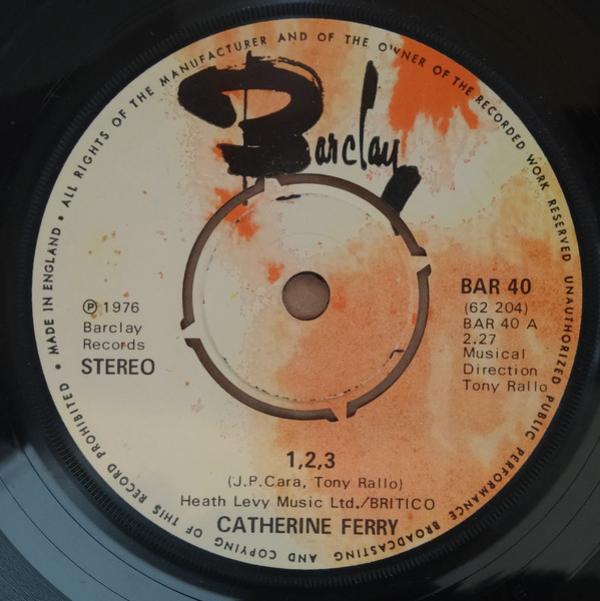 MADE IN ENGLAND • ALL RIGHTS OF THE MANUFACTURER AND OF THE OWNER OF THE RECORDED WORK RESERVED UNAUTHORIZED PUBLIC PERFORMANCE BROADCASTING AND COPYING OF THIS RECORD PROHIBITED •
Barclay
℗ 1976
Barclay
Records
STEREO
BAR 40
(62 204)
BAR 40 A
2.27
Musical
Direction
Tony Rallo
1,2,3
(J.P.Cara, Tony Rallo)
Heath Levy Music Ltd./BRITICO
CATHERINE FERRY